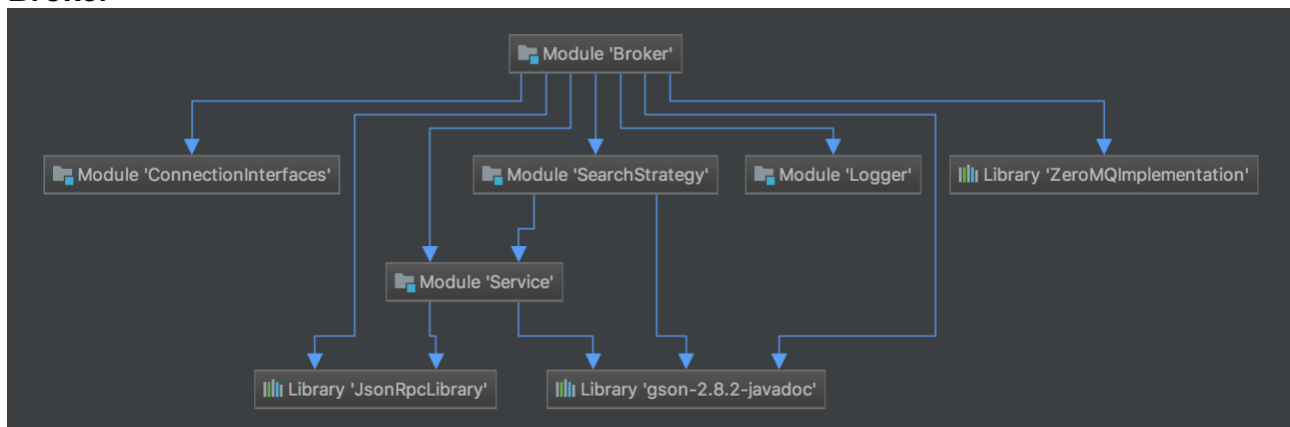 Broker
Module 'Broker'
Module 'ConnectionInterfaces'
Module 'SearchStrategy'
Module 'Logger'
Library 'ZeroMQImplementation'
Module 'Service'
Library 'JsonRpcLibrary'
Library 'gson-2.8.2-javadoc'